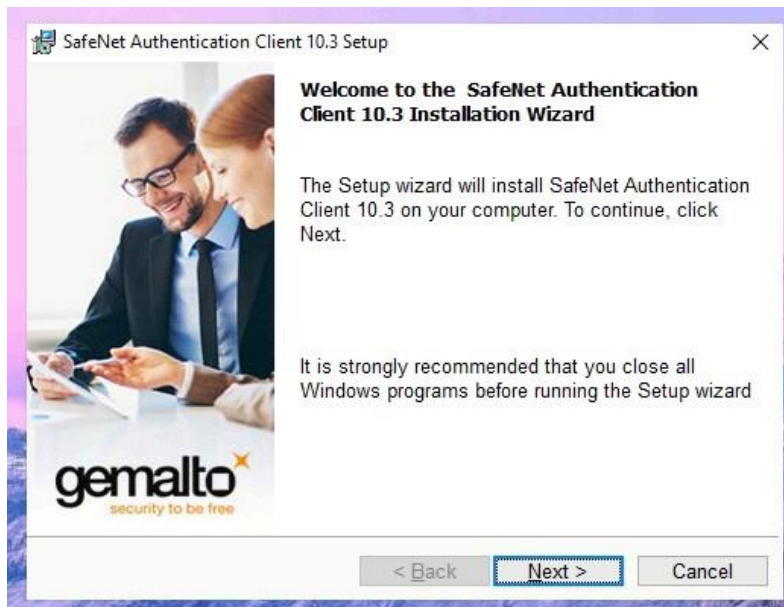 SafeNet Authentication Client 10.3 Setup
Welcome to the SafeNet Authentication
Client 10.3 Installation Wizard
The Setup wizard will install SafeNet Authentication
Client 10.3 on your computer. To continue, click
Next.
It is strongly recommended that you close all
Windows programs before running the Setup wizard
gemalto
security to be free
< Back
Next >
Cancel